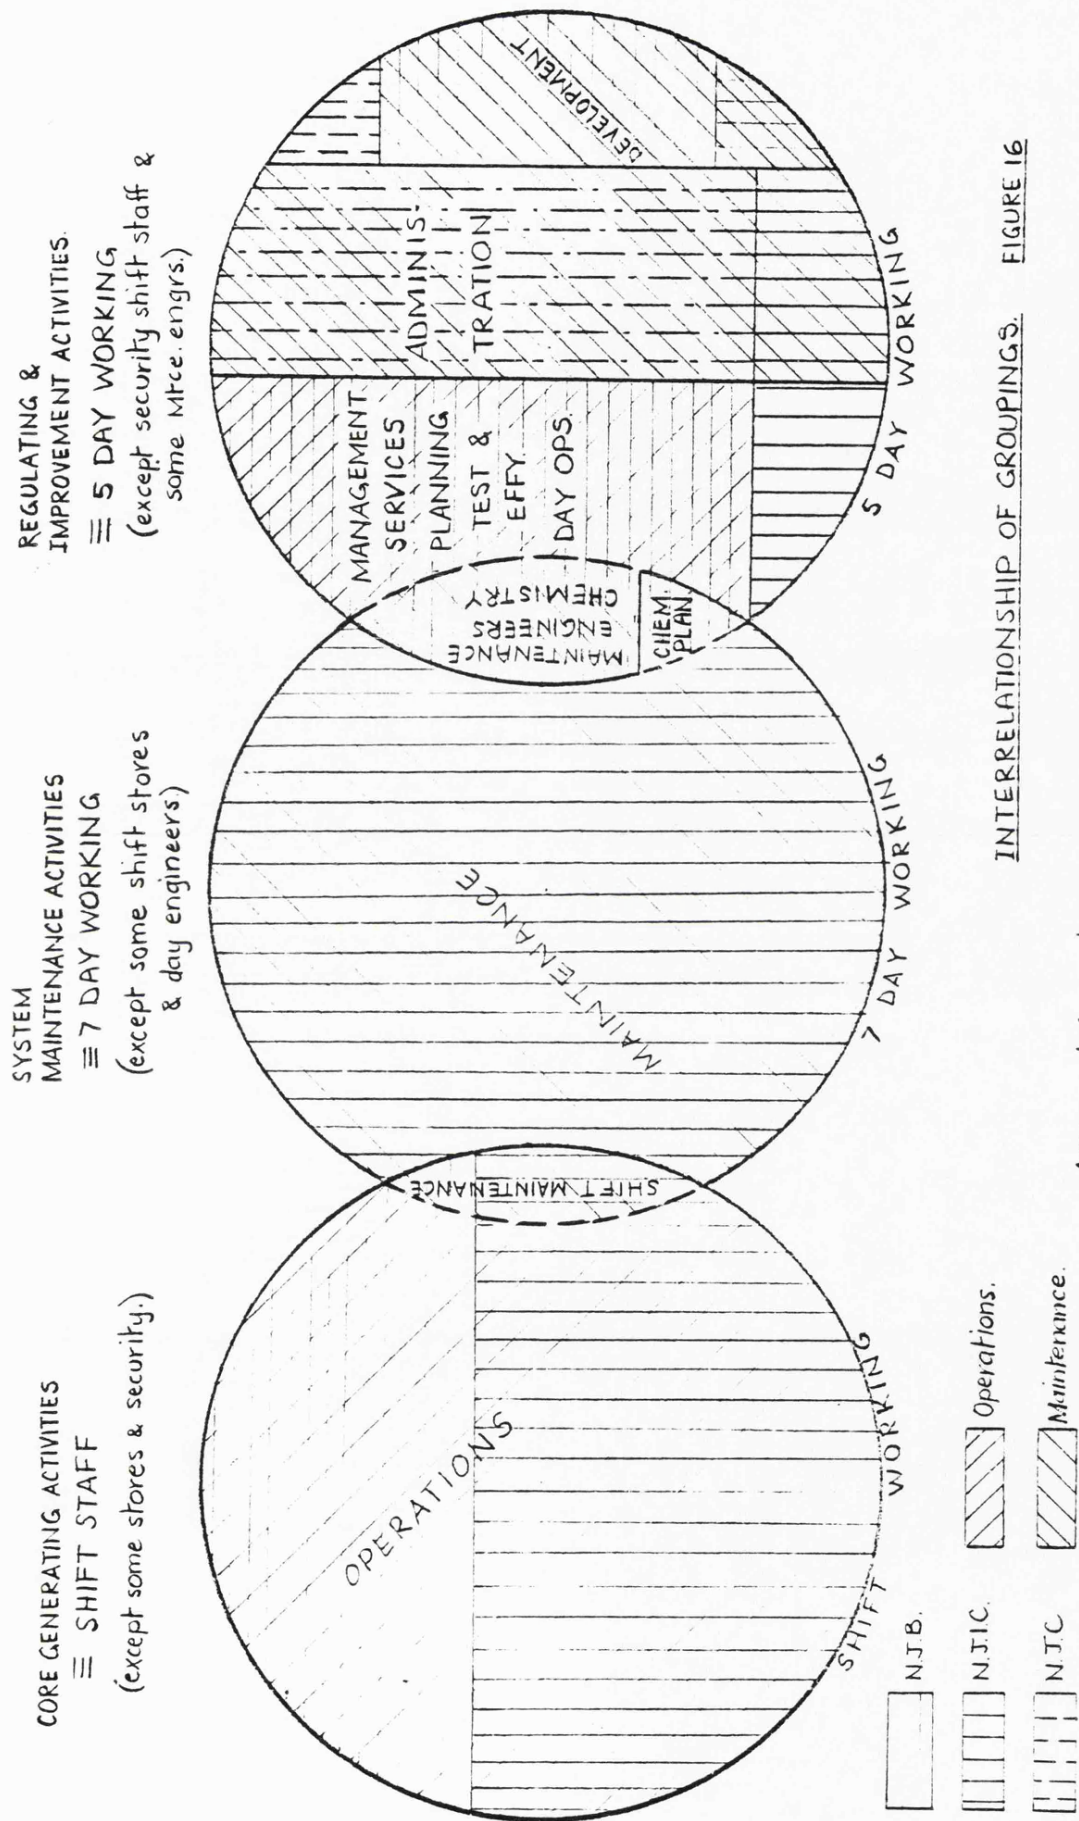 CORE GENERATING ACTIVITIES
≡ SHIFT STAFF
(except some stores & security.)
SYSTEM
MAINTENANCE ACTIVITIES
≡ 7 DAY WORKING
(except some shift stores
& day engineers)
REGULATING &
IMPROVEMENT ACTIVITIES.
≡ 5 DAY WORKING
(except security shift staff &
some Mtce. engrs.)
OPERATIONS
SHIFT MAINTENANCE
MAINTENANCE
MAINTENANCE
ENGINEERS
CHEMISTRY
CHEM
PLAN
MANAGEMENT
SERVICES
PLANNING
TEST &
EFFY.
DAY OPS.
ADMINIS
TRATION
DEVELOPMENT
SHIFT WORKING
7 DAY WORKING
5 DAY WORKING
N.J.B.
N.J.I.C.
N.J.C
Operations.
Maintenance.
INTERRELATIONSHIP OF GROUPINGS. FIGURE 16